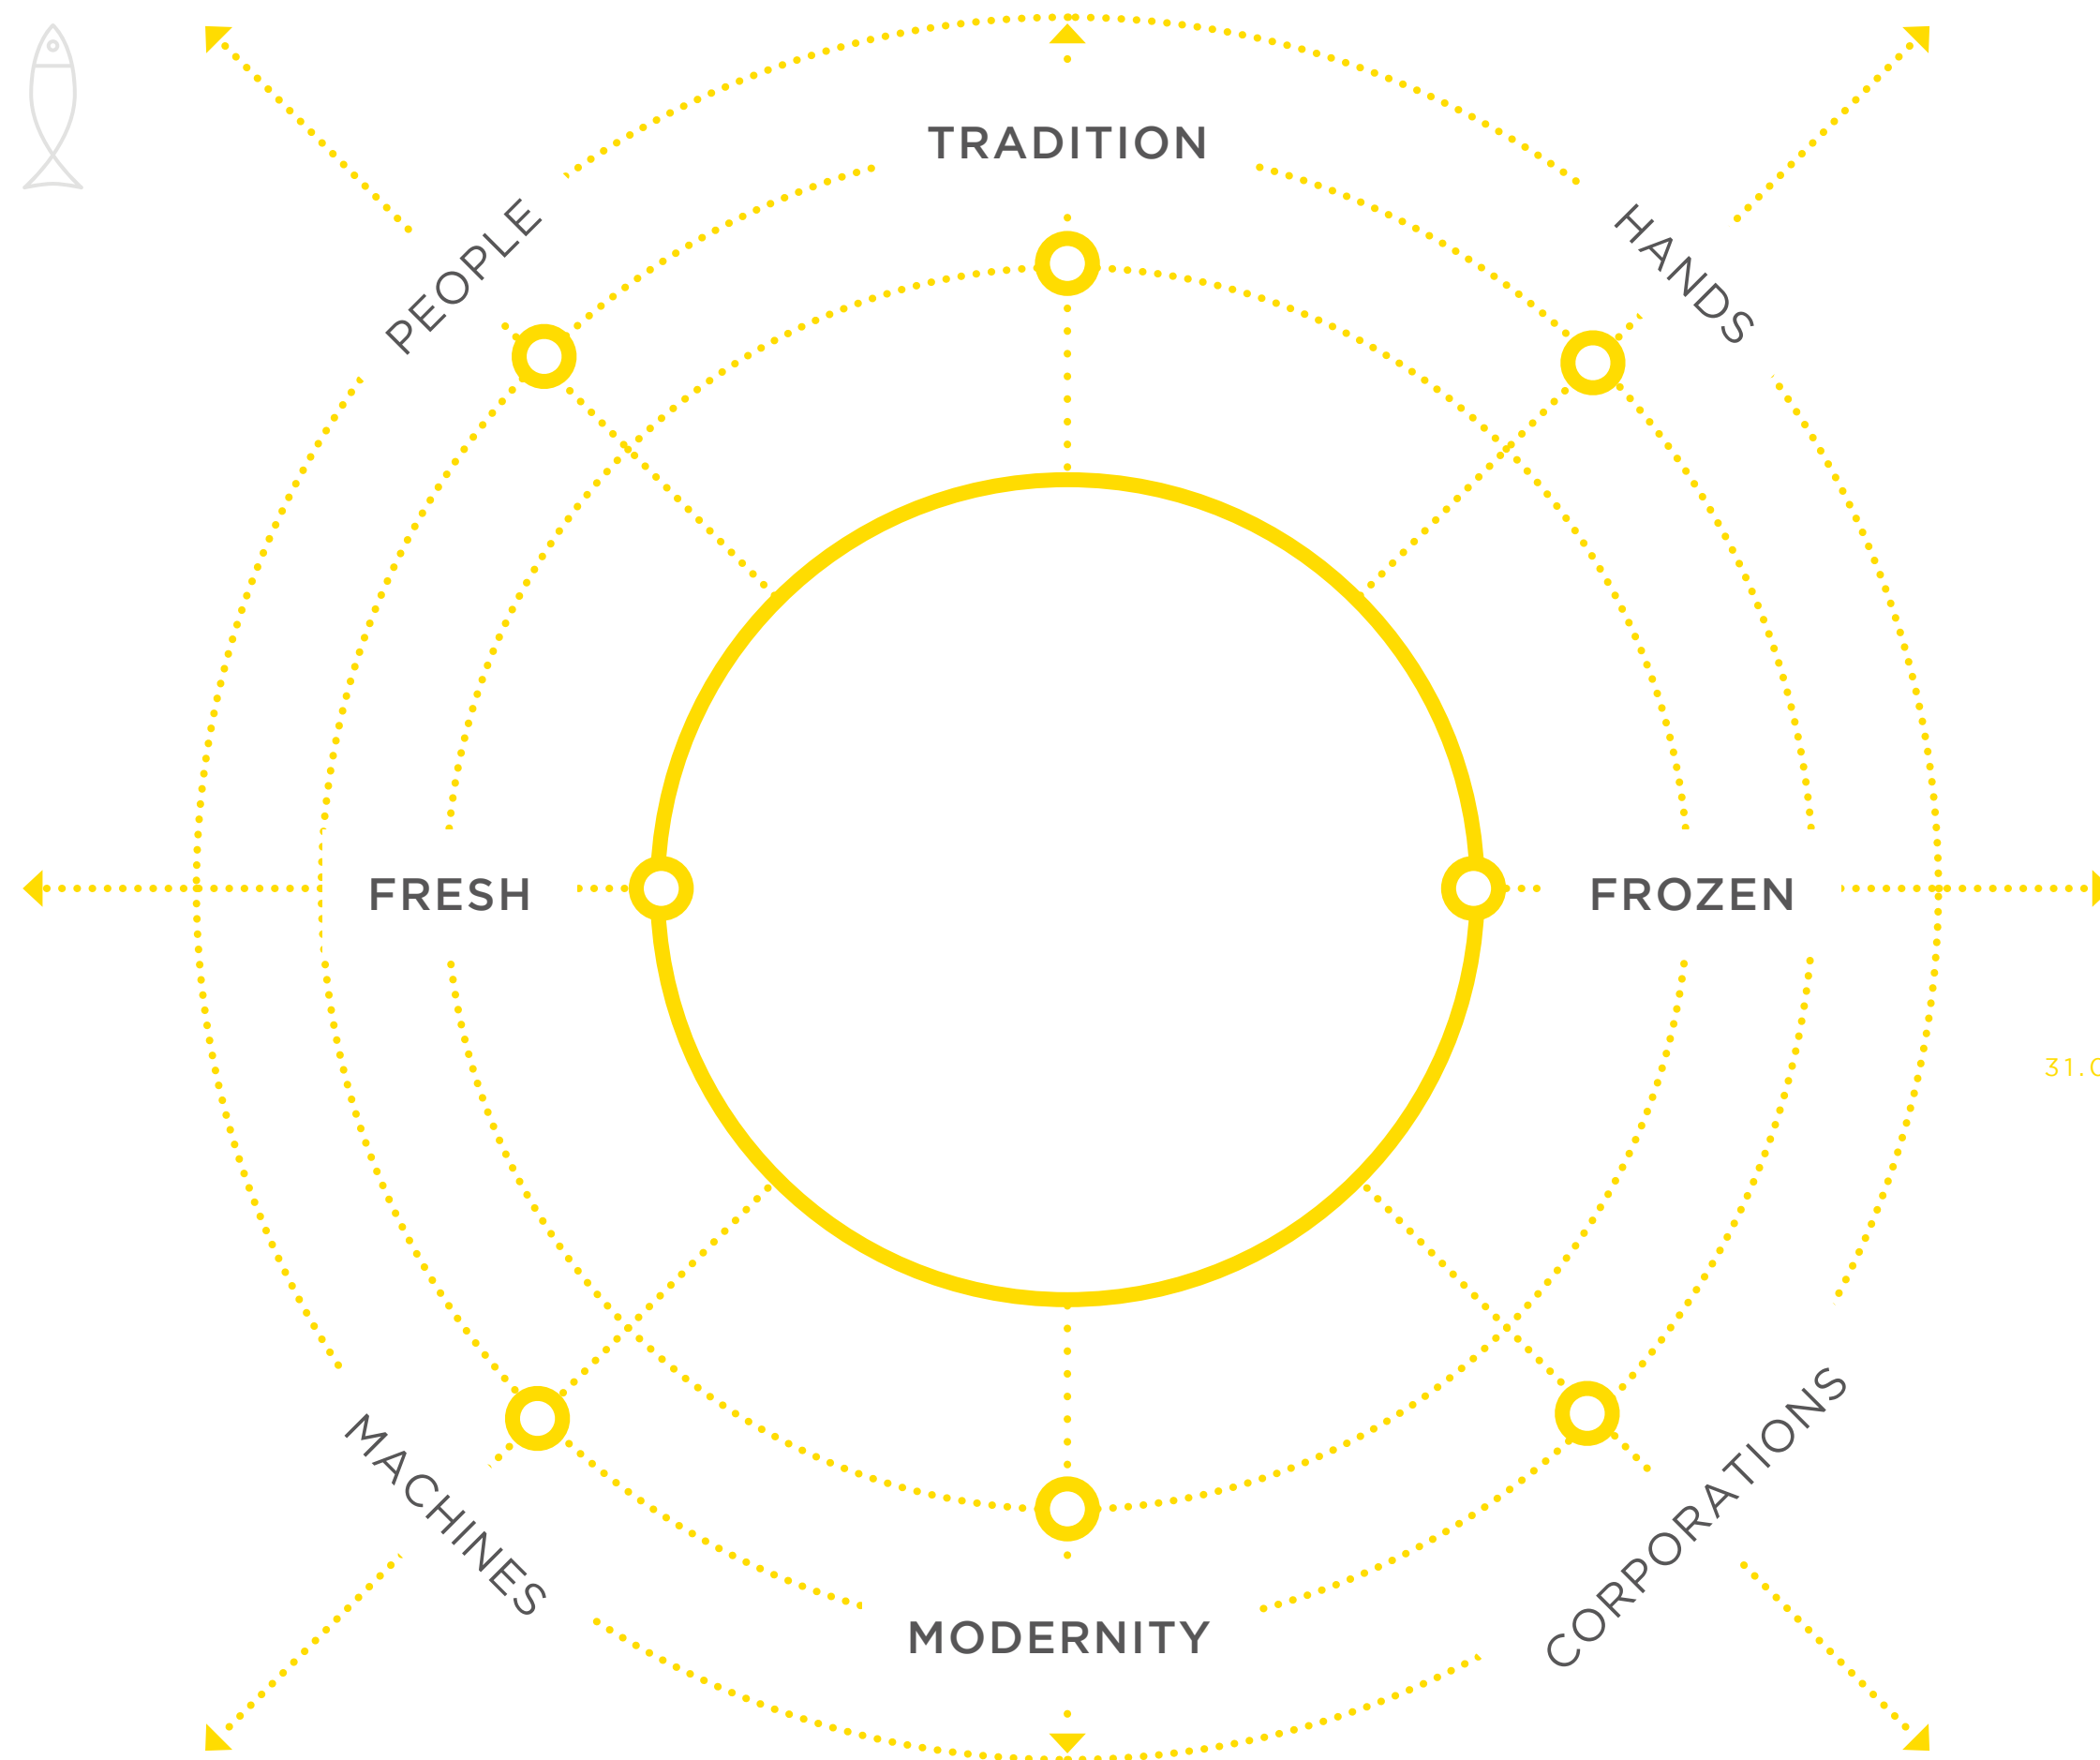 TRADITION
PEOPLE
HANDS
FRESH
FROZEN
MACHINES
CORPORATIONS
MODERNITY